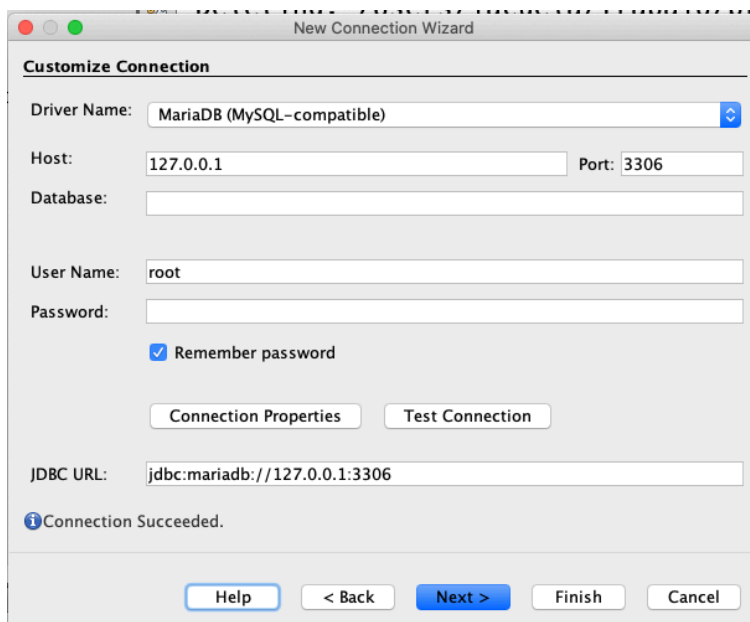 New Connection Wizard
Customize Connection
Driver Name: MariaDB (MySQL-compatible)
Host: 127.0.0.1 Port: 3306
Database:
User Name: root
Password:
Remember password
Connection Properties Test Connection
JDBC URL: jdbc:mariadb://127.0.0.1:3306
Connection Succeeded.
Help < Back Next > Finish Cancel